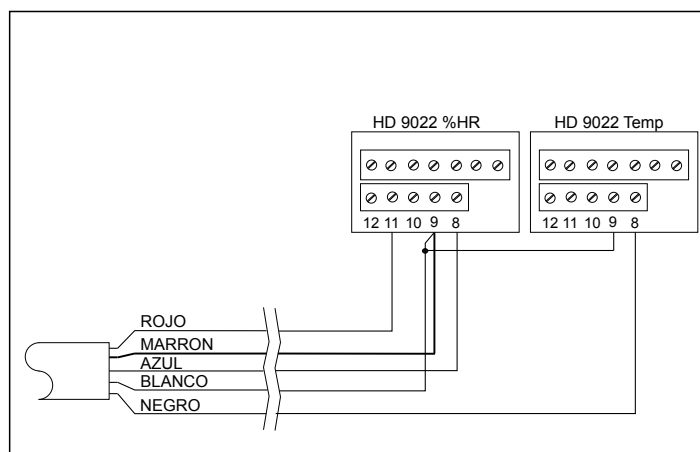 HD 9022 %HR
HD 9022 Temp
12 11 10 9 8
12 11 10 9 8
ROJO
MARRON
AZUL
BLANCO
NEGRO